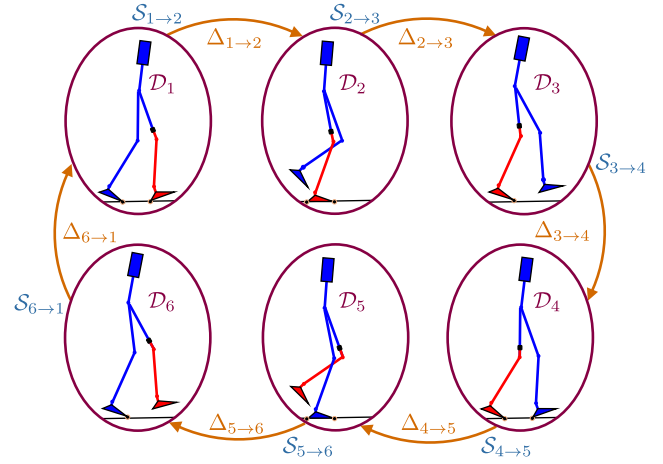 𝒮₁→₂
Δ₁→₂
𝒮₂→₃
Δ₂→₃
𝒟₁
𝒟₂
𝒟₃
𝒮₃→₄
Δ₆→₁
Δ₃→₄
𝒮₆→₁
𝒟₆
𝒟₅
𝒟₄
Δ₅→₆
𝒮₅→₆
Δ₄→₅
𝒮₄→₅